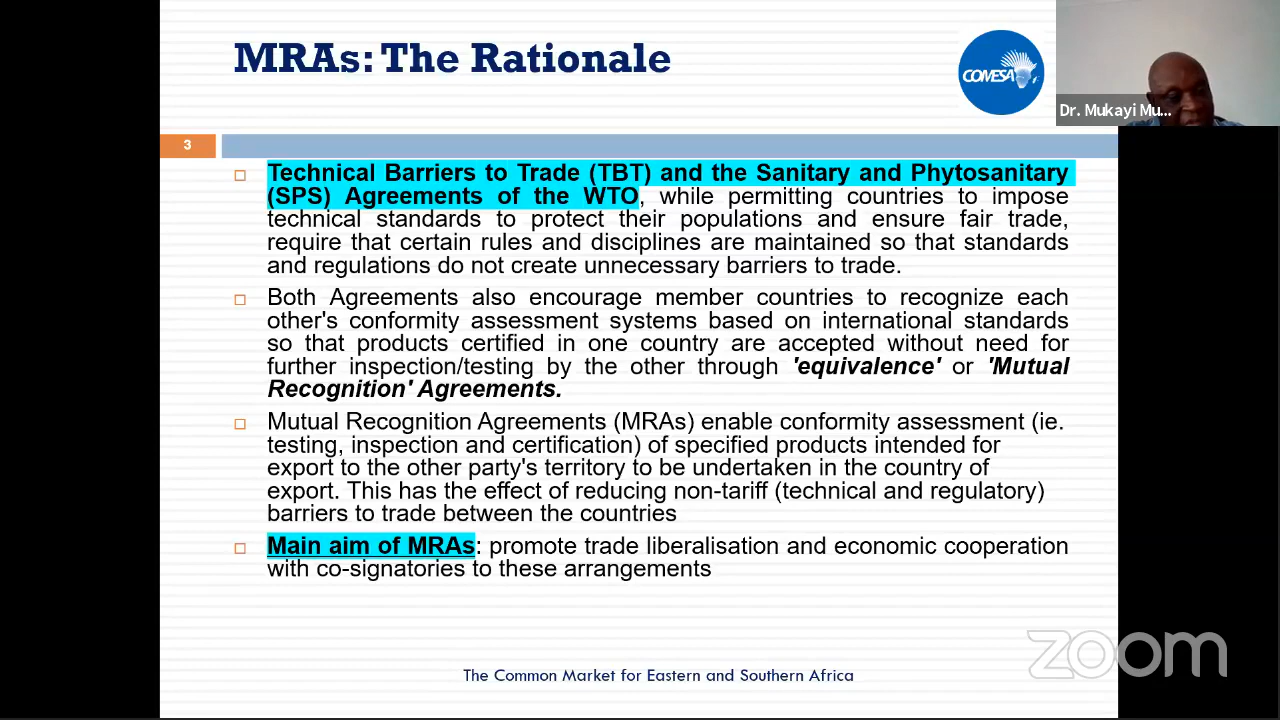 MRAs: The Rationale
COMESA
Dr. Mukayi Mu...
3
Technical Barriers to Trade (TBT) and the Sanitary and Phytosanitary
(SPS) Agreements of the WTO, while permitting countries to impose
technical standards to protect their populations and ensure fair trade,
require that certain rules and disciplines are maintained so that standards
and regulations do not create unnecessary barriers to trade.
Both Agreements also encourage member countries to recognize each
other's conformity assessment systems based on international standards
so that products certified in one country are accepted without need for
further inspection/testing by the other through 'equivalence' or 'Mutual
Recognition' Agreements.
Mutual Recognition Agreements (MRAs) enable conformity assessment (ie.
testing, inspection and certification) of specified products intended for
export to the other party's territory to be undertaken in the country of
export. This has the effect of reducing non-tariff (technical and regulatory)
barriers to trade between the countries
Main aim of MRAs: promote trade liberalisation and economic cooperation
with co-signatories to these arrangements
zoom
The Common Market for Eastern and Southern Africa